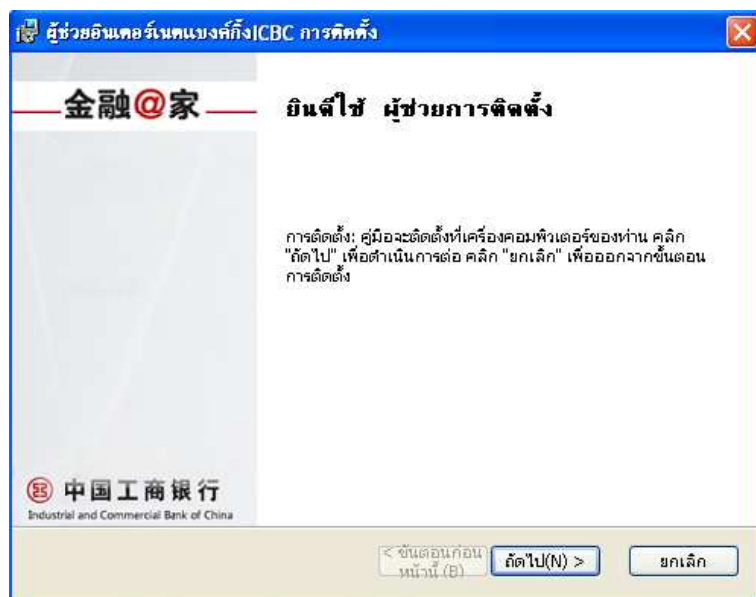 ผู้ช่วยอินเตอร์เนตแบงค์กิ้งICBC การติดตั้ง
金融@家
ยินดีใช้ ผู้ช่วยการติดตั้ง
การติดตั้ง: คู่มือจะติดตั้งที่เครื่องคอมพิวเตอร์ของท่าน คลิก
"ถัดไป" เพื่อดำเนินการต่อ คลิก "ยกเลิก" เพื่อออกจากขั้นตอน
การติดตั้ง
中国工商银行
Industrial and Commercial Bank of China
< ขั้นตอนก่อน
หน้านี้ (B)
ถัดไป(N) >
ยกเลิก